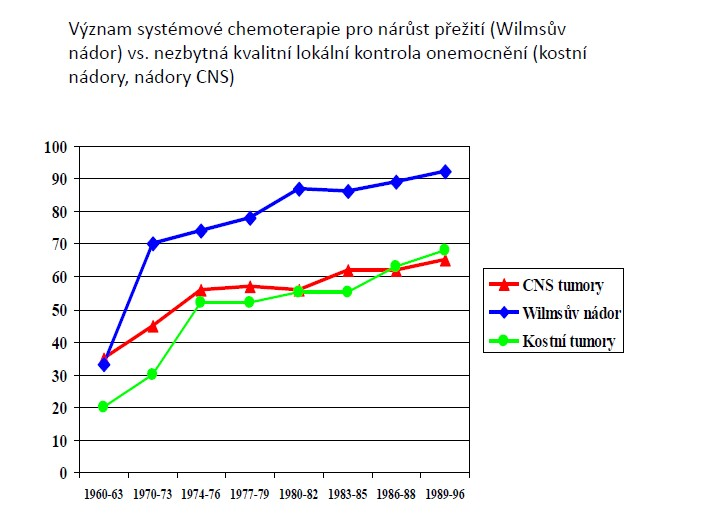 Význam systémové chemoterapie pro nárůst přežití (Wilmsův
nádor) vs. nezbytná kvalitní lokální kontrola onemocnění (kostní
nádory, nádory CNS)
100
90
80
70
60
50
40
30
20
10
0
1960-63 1970-73 1974-76 1977-79 1980-82 1983-85 1986-88 1989-96
CNS tumory
Wilmsův nádor
Kostní tumory